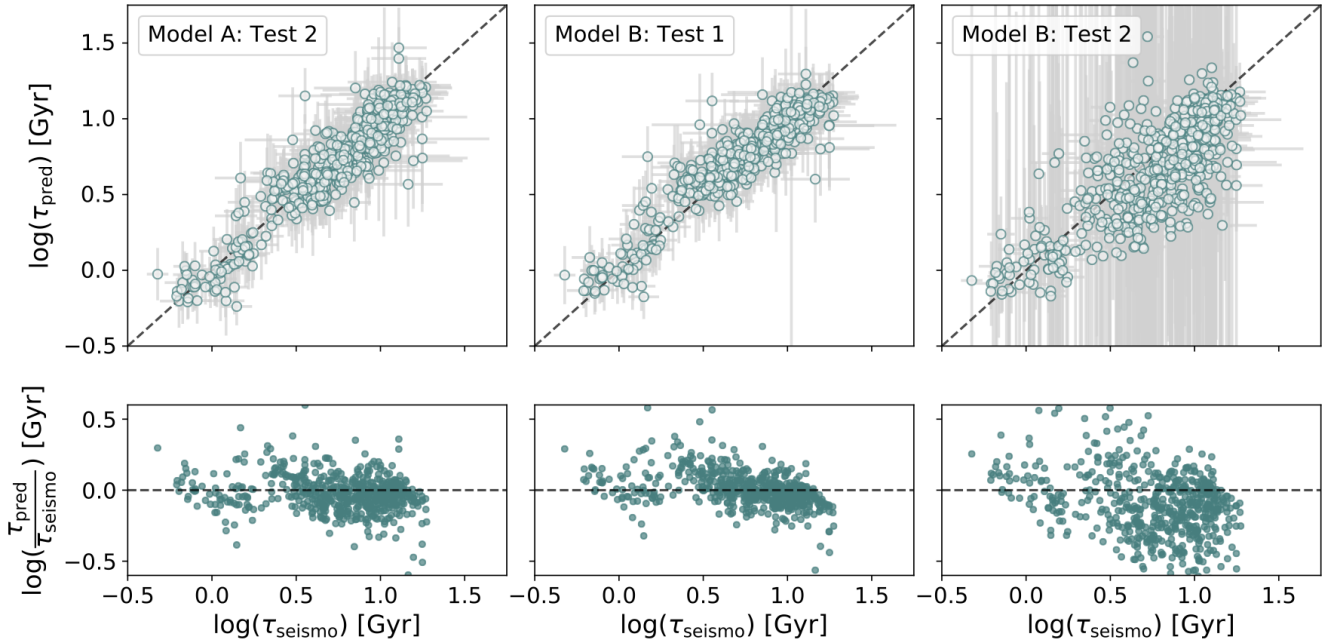 Model A: Test 2
Model B: Test 1
Model B: Test 2
log(τpred) [Gyr]
1.5
1.0
0.5
0.0
−0.5
log(τpred/τseismo) [Gyr]
0.5
0.0
−0.5
−0.5 0.0 0.5 1.0 1.5
−0.5 0.0 0.5 1.0 1.5
−0.5 0.0 0.5 1.0 1.5
log(τseismo) [Gyr]
log(τseismo) [Gyr]
log(τseismo) [Gyr]